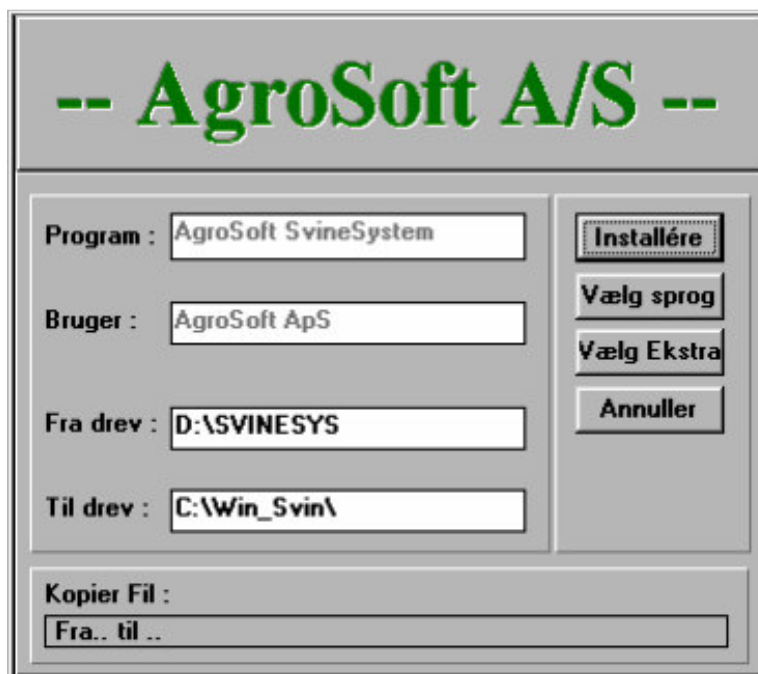 -- AgroSoft A/S --
Program : AgroSoft SvineSystem
Bruger : AgroSoft ApS
Fra drev : D:\SVINESYS
Til drev : C:\Win_Svin\
Installére
Vælg sprog
Vælg Ekstra
Annuller
Kopier Fil :
Fra.. til ..